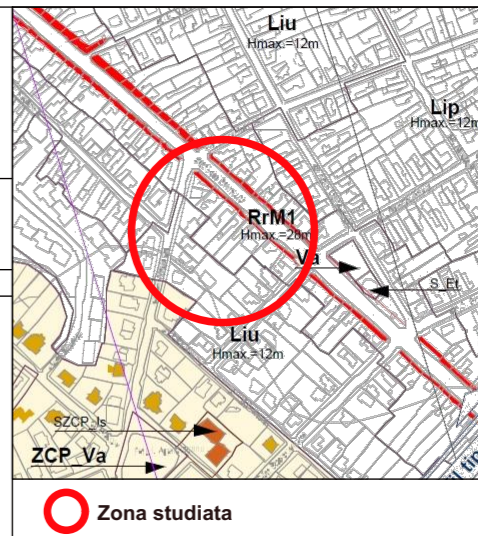 Liu
Hmax.=12m
Lip
Hmax.=12m
RrM1
Hmax.=28m
Va
S_Et
Liu
Hmax.=12m
SZCP_Is
ZCP_Va
Zona studiata